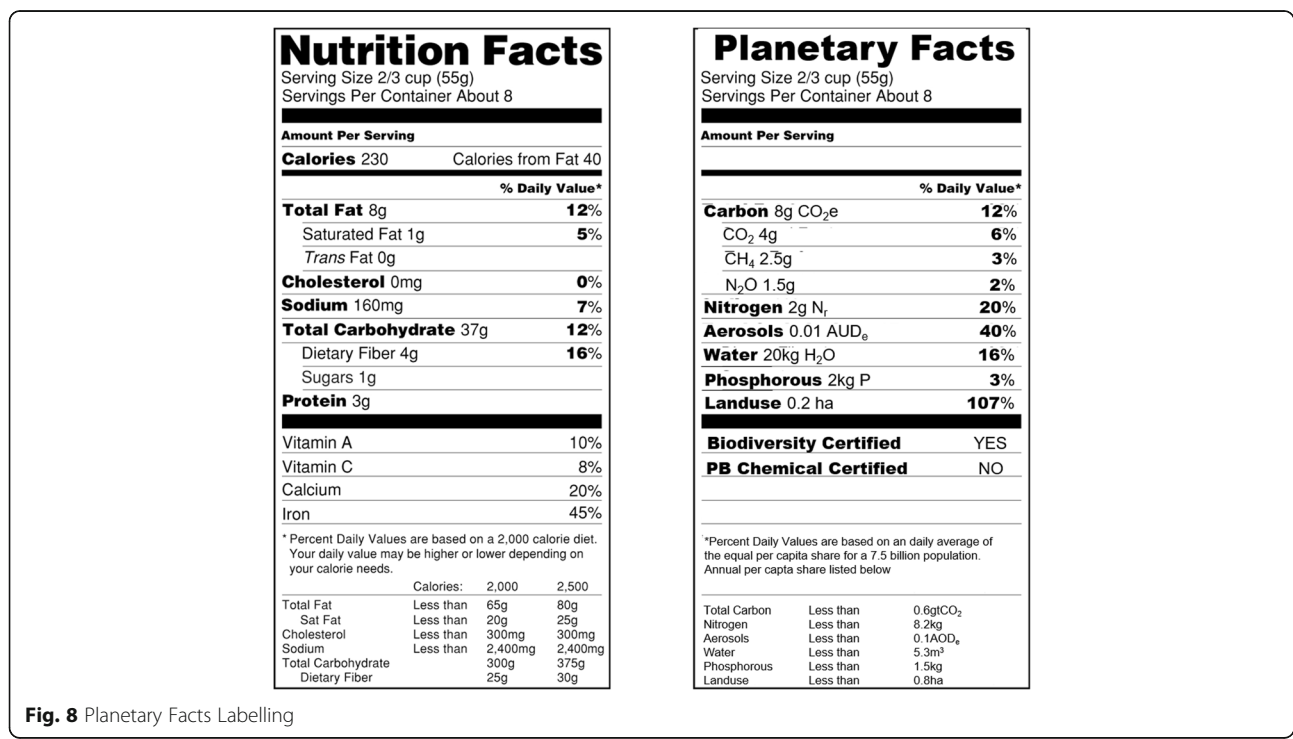 Nutrition Facts
Serving Size 2/3 cup (55g)
Servings Per Container About 8
Amount Per Serving
Calories 230 Calories from Fat 40
% Daily Value*
Total Fat 8g 12%
Saturated Fat 1g 5%
Trans Fat 0g
Cholesterol 0mg 0%
Sodium 160mg 7%
Total Carbohydrate 37g 12%
Dietary Fiber 4g 16%
Sugars 1g
Protein 3g
Vitamin A 10%
Vitamin C 8%
Calcium 20%
Iron 45%
* Percent Daily Values are based on a 2,000 calorie diet.
Your daily value may be higher or lower depending on
your calorie needs.
Calories: 2,000 2,500
Total Fat Less than 65g 80g
Sat Fat Less than 20g 25g
Cholesterol Less than 300mg 300mg
Sodium Less than 2,400mg 2,400mg
Total Carbohydrate 300g 375g
Dietary Fiber 25g 30g
Planetary Facts
Serving Size 2/3 cup (55g)
Servings Per Container About 8
Amount Per Serving
% Daily Value*
Carbon 8g CO₂e 12%
CO₂ 4g 6%
CH₄ 2.5g 3%
N₂O 1.5g 2%
Nitrogen 2g Nᵣ 20%
Aerosols 0.01 AUDₑ 40%
Water 20kg H₂O 16%
Phosphorous 2kg P 3%
Landuse 0.2 ha 107%
Biodiversity Certified YES
PB Chemical Certified NO
*Percent Daily Values are based on an daily average of
the equal per capita share for a 7.5 billion population.
Annual per capta share listed below
Total Carbon Less than 0.6gtCO₂
Nitrogen Less than 8.2kg
Aerosols Less than 0.1AODₑ
Water Less than 5.3m³
Phosphorous Less than 1.5kg
Landuse Less than 0.8ha
Fig. 8 Planetary Facts Labelling